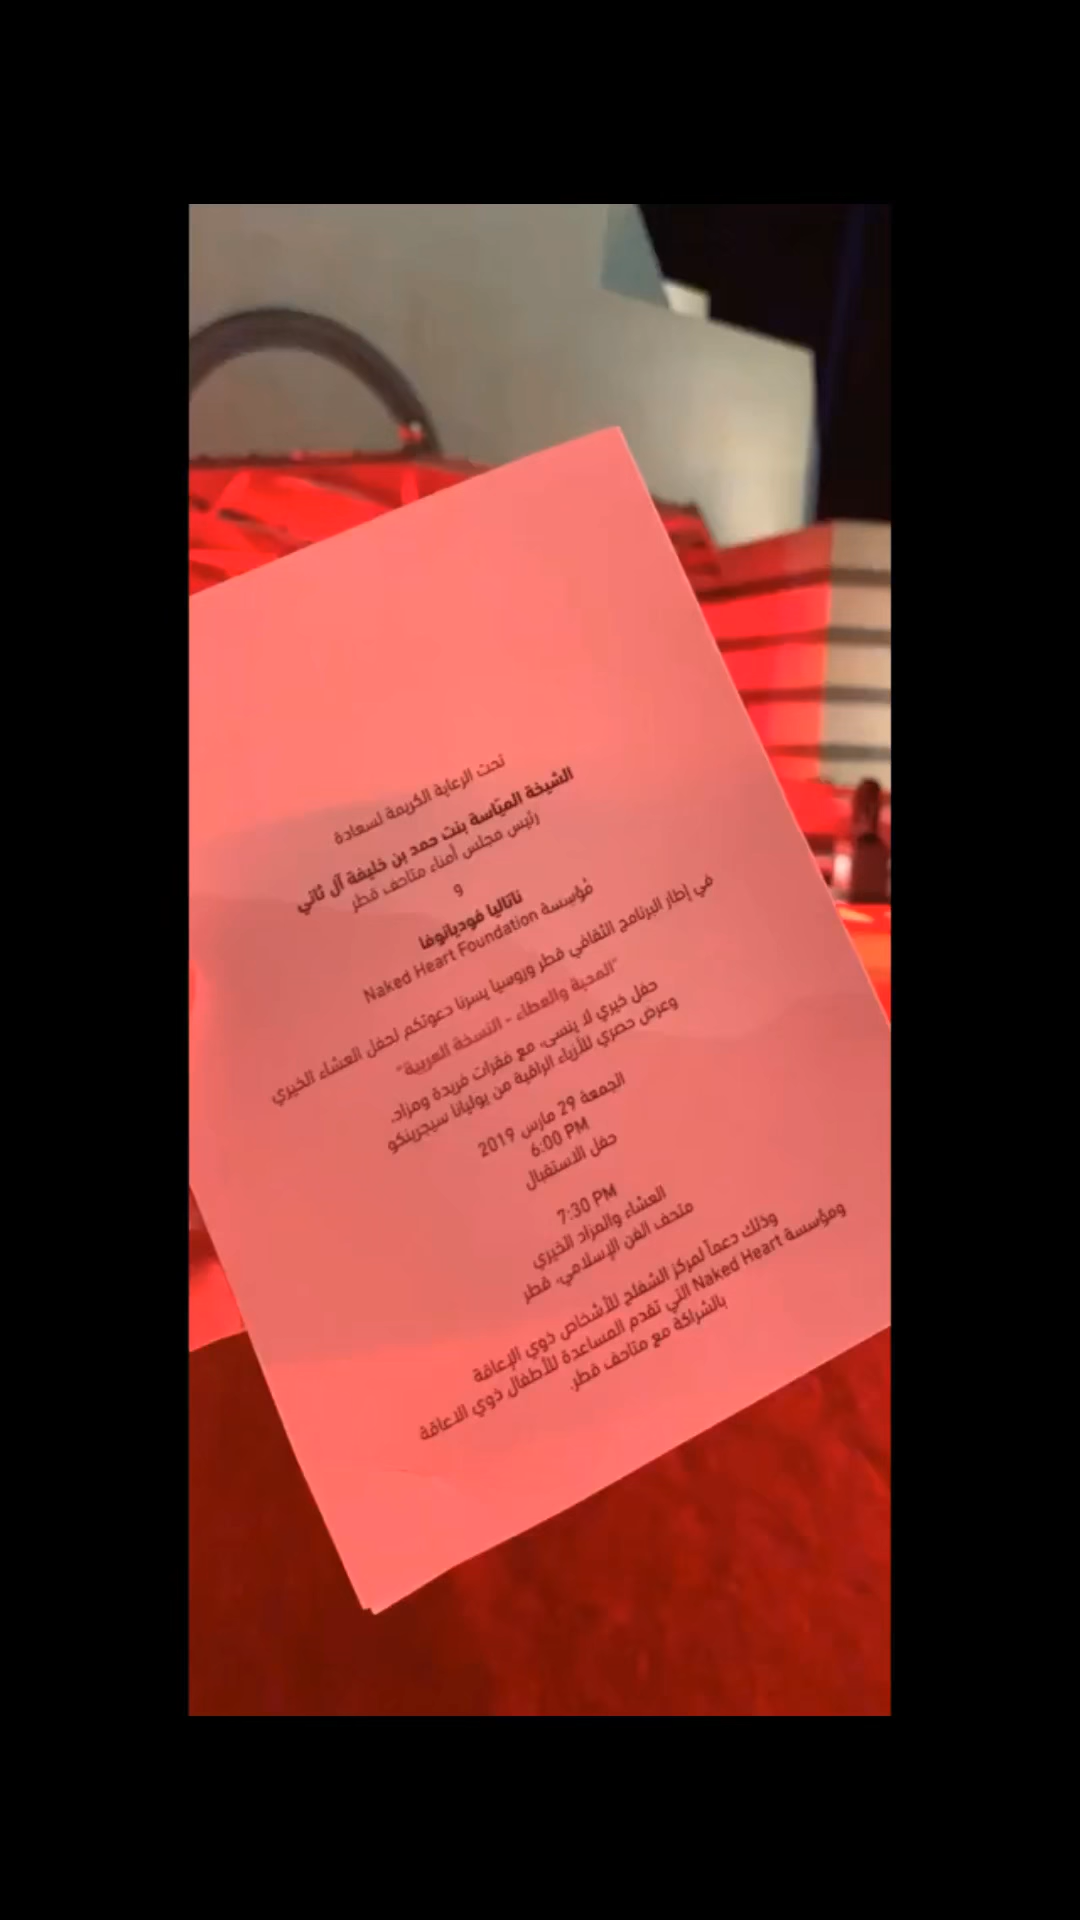 تحت الرعاية الكريمة لسعادة
الشيخة الميّاسة بنت حمد بن خليفة آل ثاني
رئيس مجلس أمناء متاحف قطر
و
ناتاليا فوديانوفا
مُؤسسة Naked Heart Foundation
في إطار البرنامج الثقافي قطر وروسيا يسرنا دعوتكم لحفل العشاء الخيري
"المحبة والعطاء - النسخة العربية"
حفل خيري لا ينسى، مع فقرات فريدة ومزاد،
وعرض حصري للأزياء الراقية من يوليانا سيجرينكو
الجمعة 29 مارس 2019
6:00 PM
حفل الاستقبال
7:30 PM
العشاء والمزاد الخيري
متحف الفن الإسلامي، قطر
وذلك دعماً لمركز الشفلح للأشخاص ذوي الإعاقة
ومؤسسة Naked Heart التي تقدم المساعدة للأطفال ذوي الاعاقة
بالشراكة مع متاحف قطر.